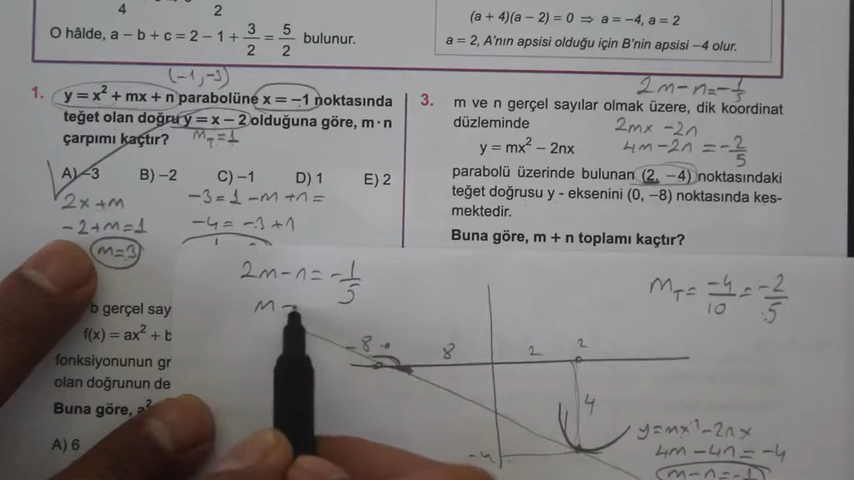 4 2
O hâlde, a – b + c = 2 – 1 + 3/2 = 5/2 bulunur.
(a + 4)(a – 2) = 0 ⇒ a = –4, a = 2
a = 2, A'nın apsisi olduğu için B'nin apsisi –4 olur.
(-1, -3)
1. y = x² + mx + n parabolüne x = –1 noktasında
teğet olan doğru y = x – 2 olduğuna göre, m · n
çarpımı kaçtır?
m_T = 1
A) –3 B) –2 C) –1 D) 1 E) 2
2x + m
-2 + m = 1
m = 3
-3 = 1 - m + n =
-4 = -3 + n
b gerçel say
f(x) = ax² + b
fonksiyonunun gr
olan doğrunun de
Buna göre, a²
A) 6
2m - n = -1/5
3. m ve n gerçel sayılar olmak üzere, dik koordinat
düzleminde
2mx - 2n
y = mx² – 2nx
4m - 2n = -2/5
parabolü üzerinde bulunan (2, –4) noktasındaki
teğet doğrusu y - eksenini (0, –8) noktasında kes-
mektedir.
Buna göre, m + n toplamı kaçtır?
2m - n = -1/5
m -
m_T = -4/10 = -2/5
-8 8 2 2
4
-4
y = mx² - 2nx
4m - 4n = -4
m - n = -1